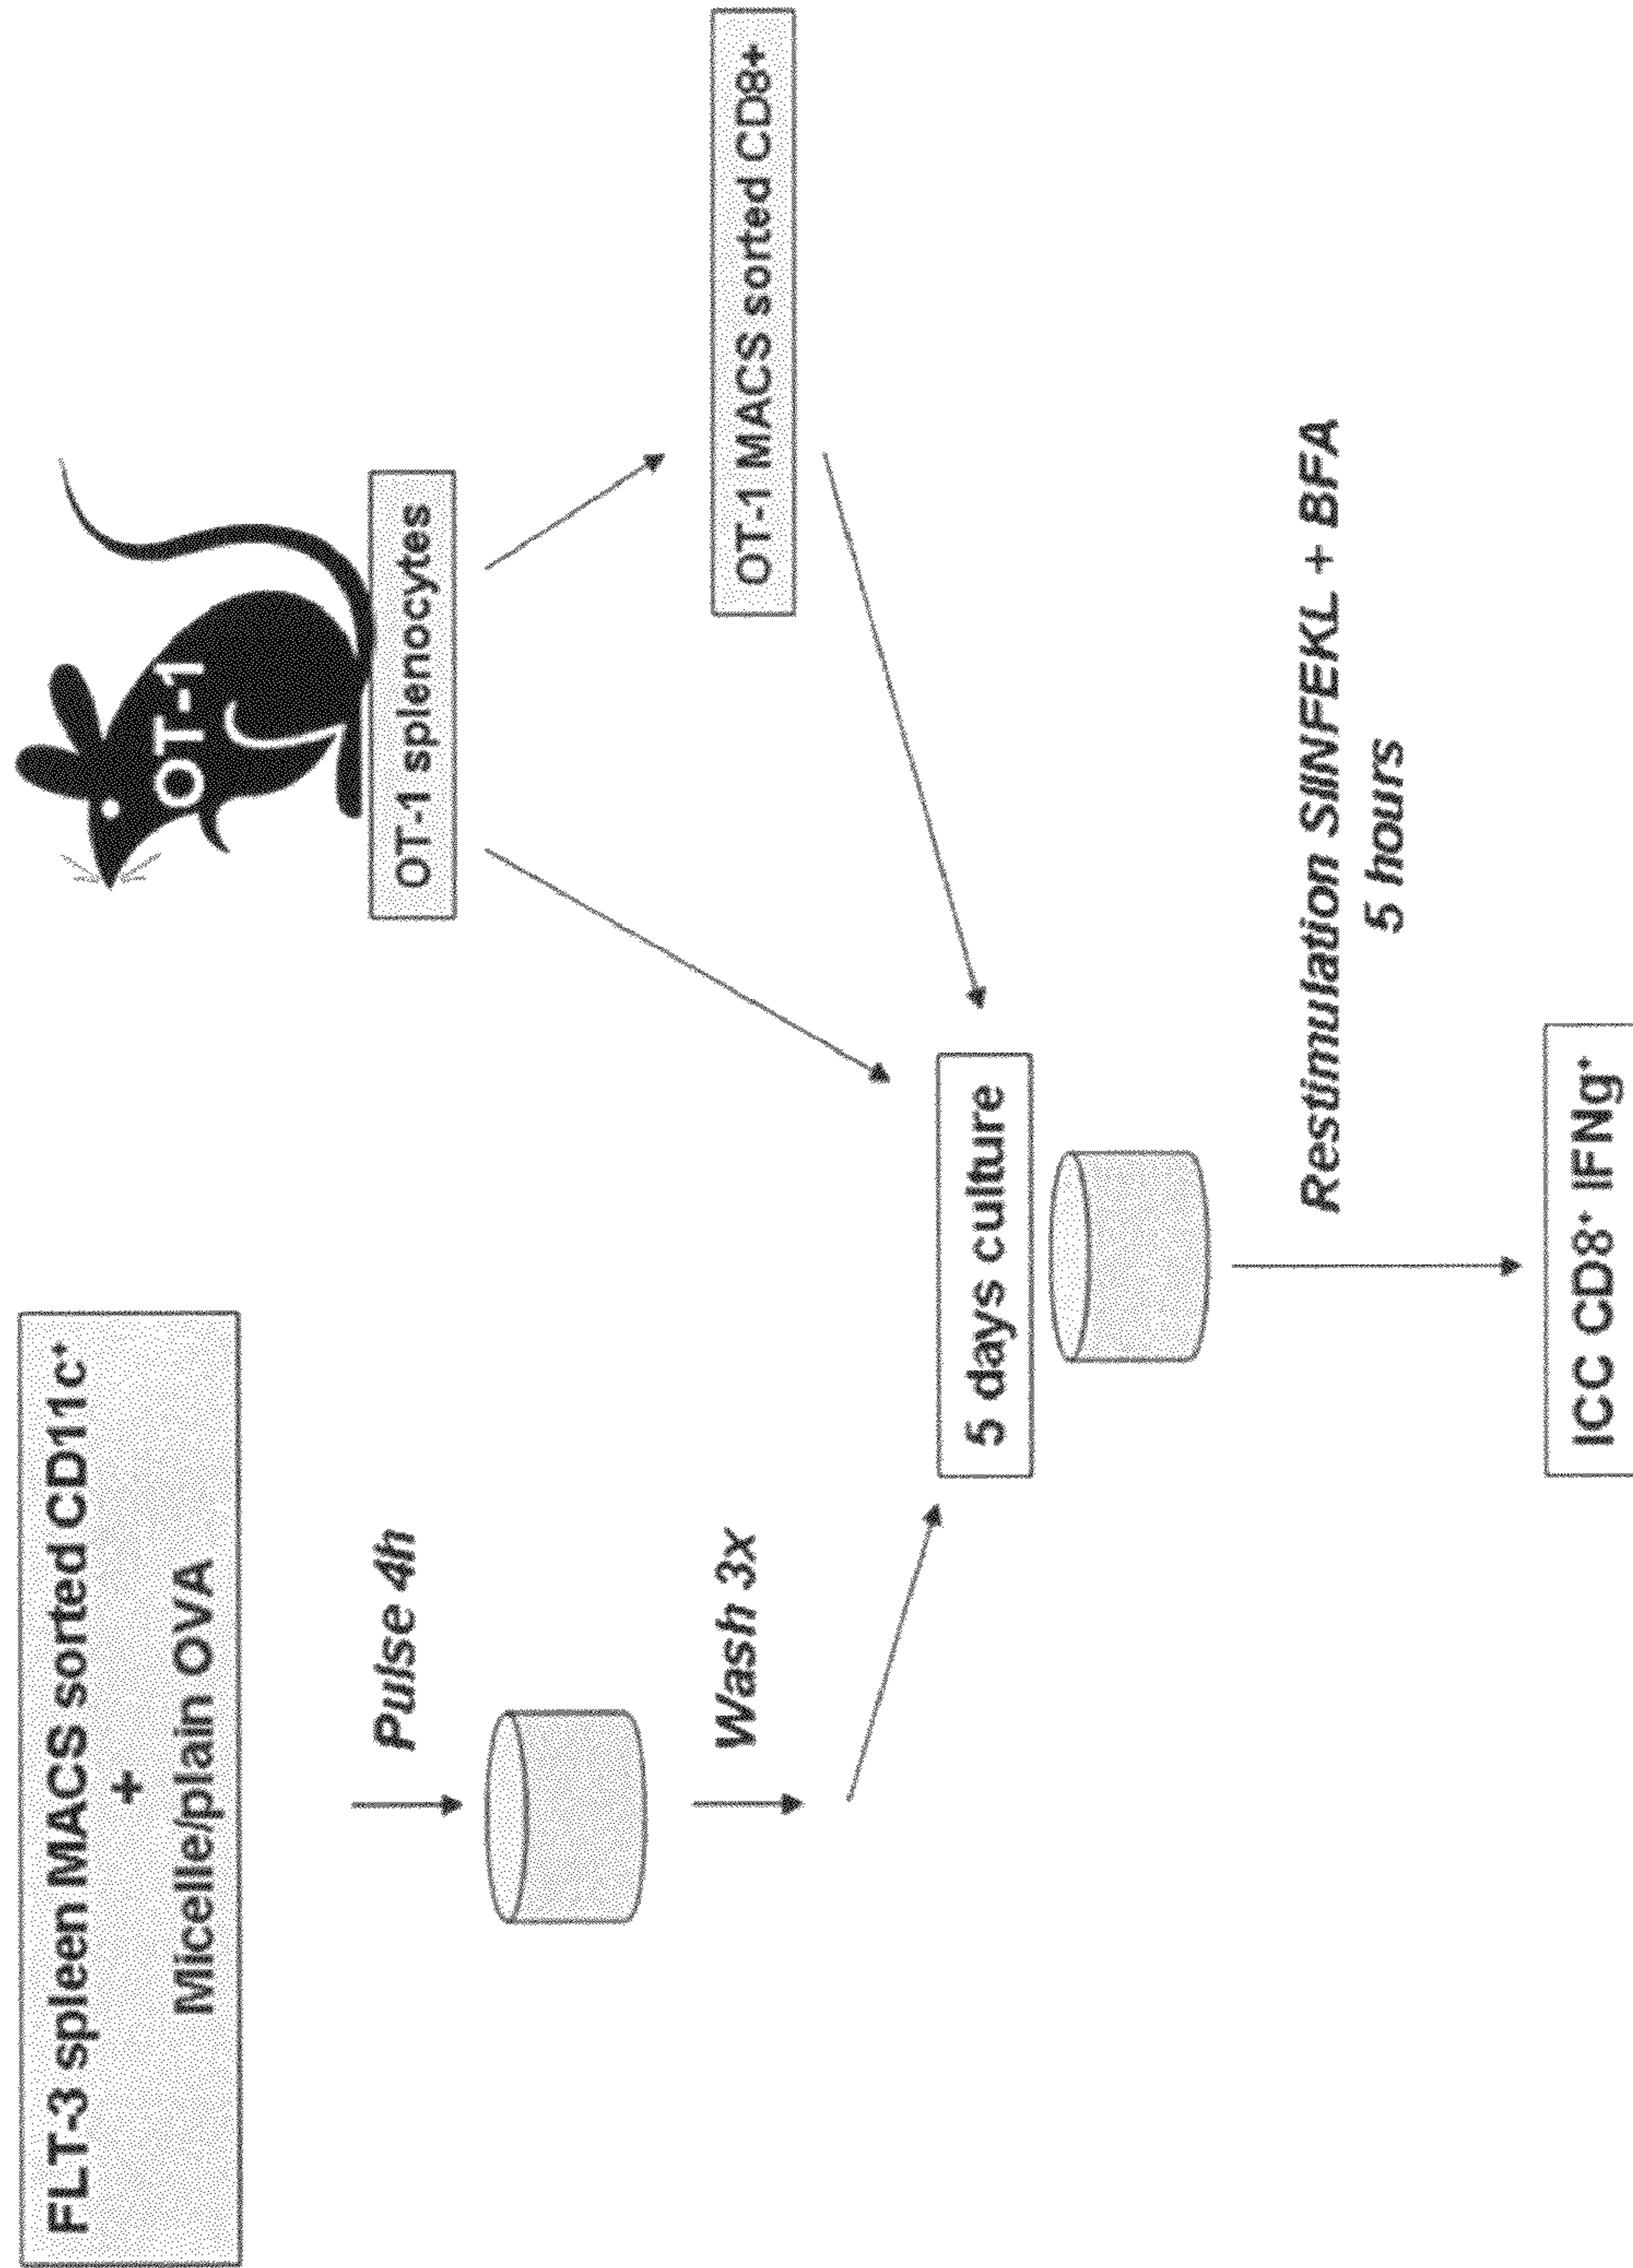 FLT-3 spleen MACS sorted CD11c⁺
+
Micelle/plain OVA
Pulse 4h
Wash 3x
OT-1
OT-1 splenocytes
OT-1 MACS sorted CD8+
5 days culture
Restimulation SIINFEKL + BFA
5 hours
ICC CD8⁺ IFNg⁺